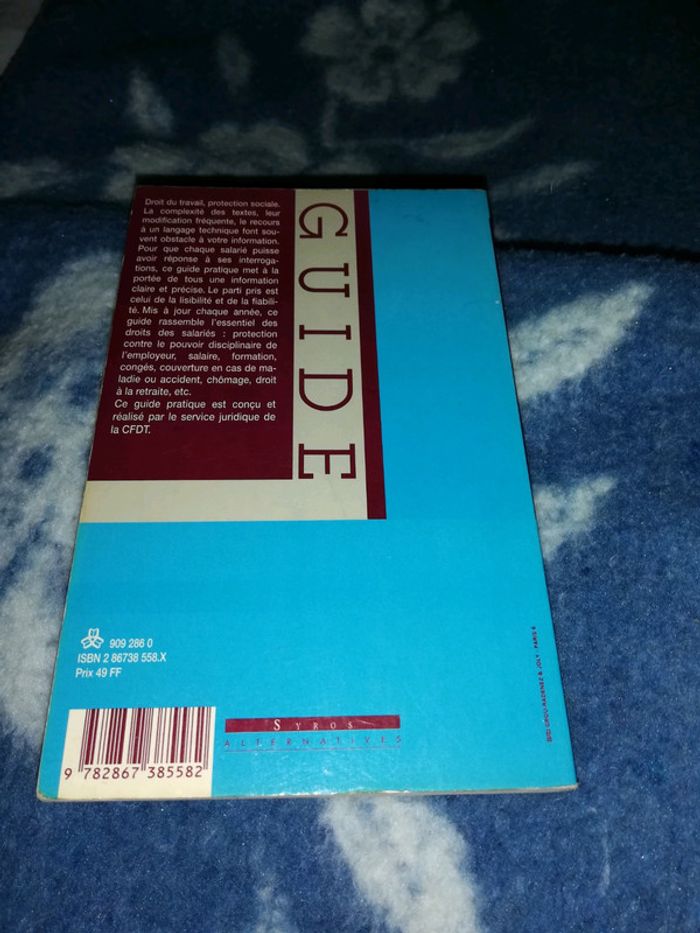 Droit du travail, protection sociale.
La complexité des textes, leur
modification fréquente, le recours
à un langage technique font sou-
vent obstacle à votre information.
Pour que chaque salarié puisse
avoir réponse à ses interroga-
tions, ce guide pratique met à la
portée de tous une information
claire et précise. Le parti pris est
celui de la lisibilité et de la fiabili-
té. Mis à jour chaque année, ce
guide rassemble l'essentiel des
droits des salariés : protection
contre le pouvoir disciplinaire de
l'employeur, salaire, formation,
congés, couverture en cas de ma-
ladie ou accident, chômage, droit
à la retraite, etc.
Ce guide pratique est conçu et
réalisé par le service juridique de
la CFDT.
GUIDE
909 286 0
ISBN 2 86738 558.X
Prix 49 FF
9 782867 385582
SYROS
ALTERNATIVES
PARIS 6